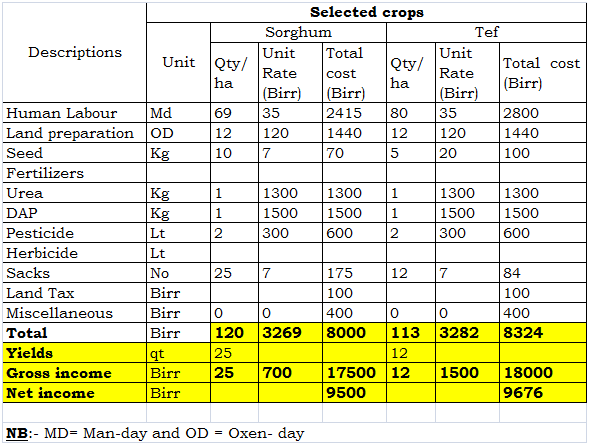 Selected crops
Descriptions Unit Sorghum Tef
Qty/ha Unit Rate (Birr) Total cost (Birr) Qty/ha Unit Rate (Birr) Total cost (Birr)
Human Labour Md 69 35 2415 80 35 2800
Land preparation OD 12 120 1440 12 120 1440
Seed Kg 10 7 70 5 20 100
Fertilizers
Urea Kg 1 1300 1300 1 1300 1300
DAP Kg 1 1500 1500 1 1500 1500
Pesticide Lt 2 300 600 2 300 600
Herbicide Lt
Sacks No 25 7 175 12 7 84
Land Tax Birr 100 100
Miscellaneous Birr 0 0 400 0 0 400
Total Birr 120 3269 8000 113 3282 8324
Yields qt 25 12
Gross income Birr 25 700 17500 12 1500 18000
Net income Birr 9500 9676
NB:- MD= Man-day and OD = Oxen- day